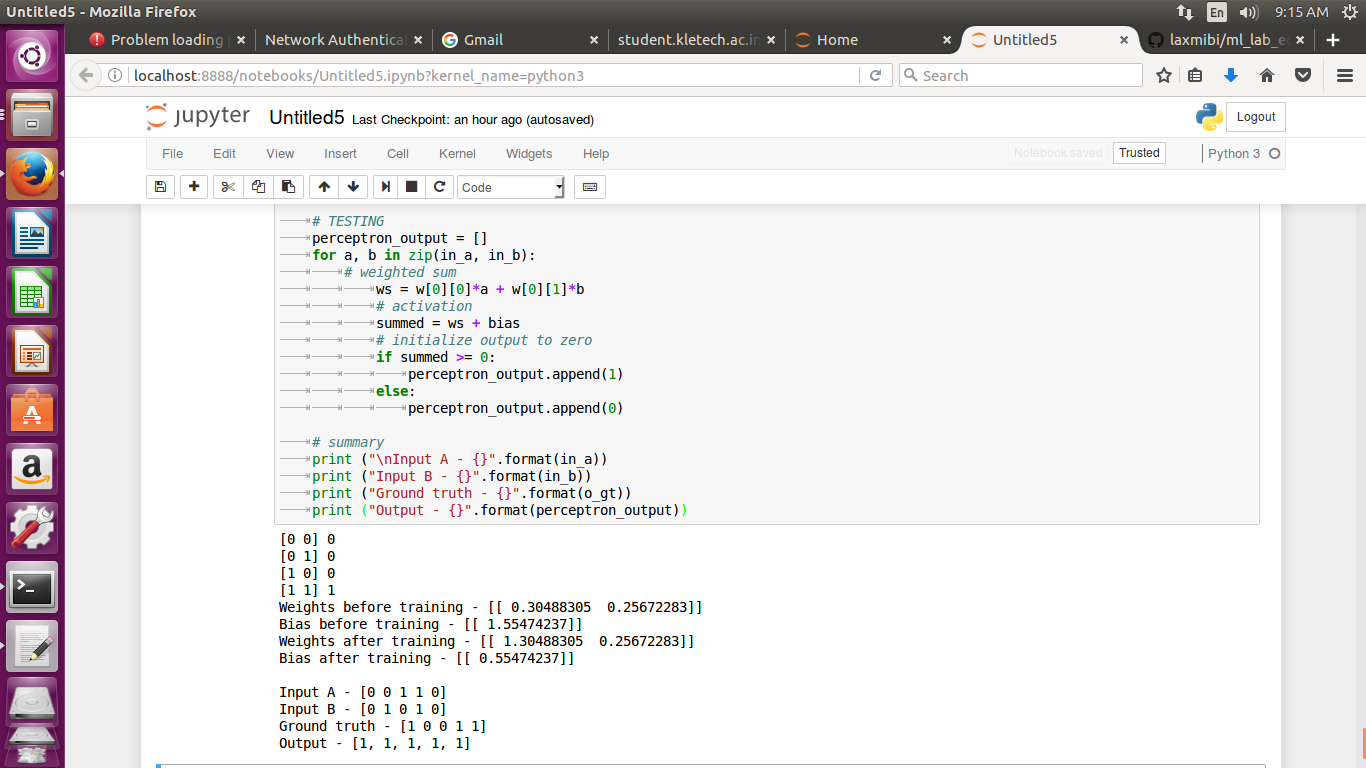 Untitled5 - Mozilla Firefox
En
9:15 AM
Problem loading
Network Authentica
Gmail
student.kletech.ac.in
Home
Untitled5
laxmibi/ml_lab_e
localhost:8888/notebooks/Untitled5.ipynb?kernel_name=python3
Search
jupyter
Untitled5
Last Checkpoint: an hour ago (autosaved)
Logout
File
Edit
View
Insert
Cell
Kernel
Widgets
Help
Notebook saved
Trusted
Python 3
Code
# TESTING
perceptron_output = []
for a, b in zip(in_a, in_b):
# weighted sum
ws = w[0][0]*a + w[0][1]*b
# activation
summed = ws + bias
# initialize output to zero
if summed >= 0:
perceptron_output.append(1)
else:
perceptron_output.append(0)
# summary
print ("\nInput A - {}".format(in_a))
print ("Input B - {}".format(in_b))
print ("Ground truth - {}".format(o_gt))
print ("Output - {}".format(perceptron_output))
[0 0] 0
[0 1] 0
[1 0] 0
[1 1] 1
Weights before training - [[ 0.30488305  0.25672283]]
Bias before training - [[ 1.55474237]]
Weights after training - [[ 1.30488305  0.25672283]]
Bias after training - [[ 0.55474237]]
Input A - [0 0 1 1 0]
Input B - [0 1 0 1 0]
Ground truth - [1 0 0 1 1]
Output - [1, 1, 1, 1, 1]